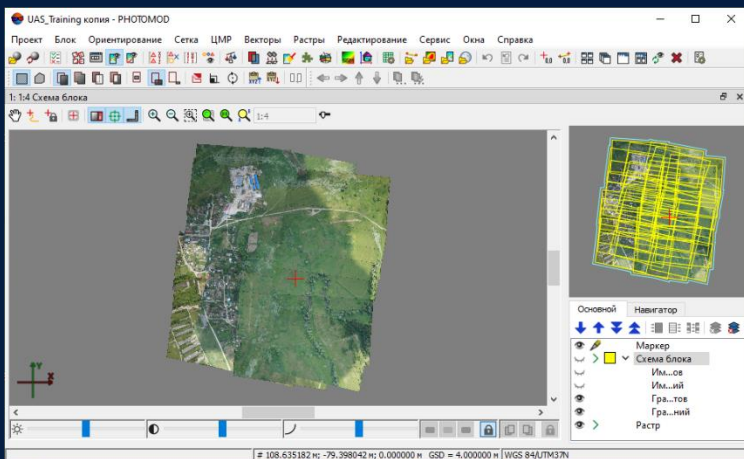 UAS_Training копия - PHOTOMOD
Проект Блок Ориентирование Сетка ЦМР Векторы Растры Редактирование Сервис Окна Справка
1: 1:4 Схема блока
1:4
Основной Навигатор
Маркер
Схема блока
Им...ов
Им...ий
Гра...тов
Гра...ний
Растр
Y
X
# 108.635182 м; -79.398042 м; 0.000000 м GSD = 4.000000 м WGS 84/UTM37N